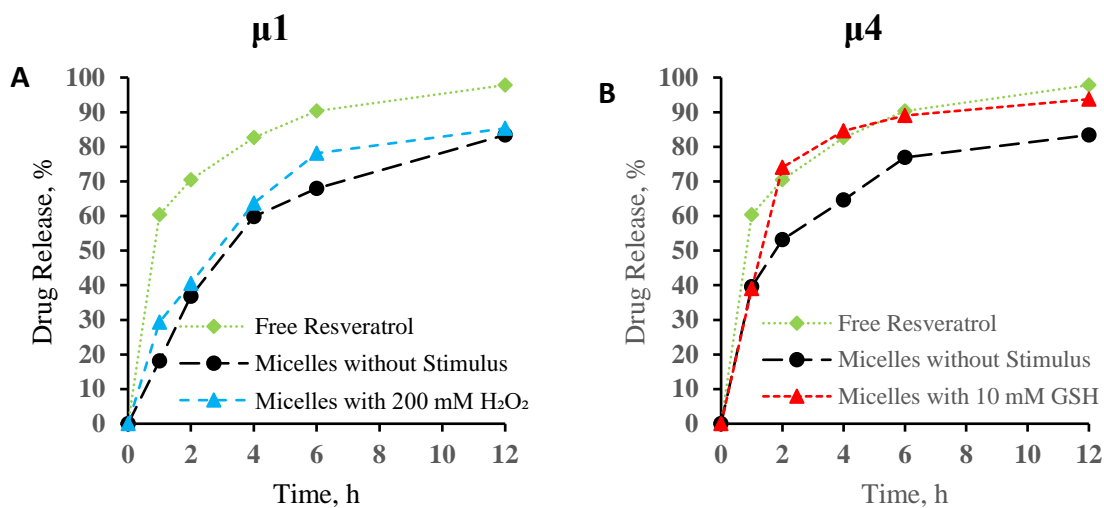 μ1
A
Drug Release, %
100
90
80
70
60
50
40
30
20
10
0
Free Resveratrol
Micelles without Stimulus
Micelles with 200 mM H₂O₂
0 2 4 6 8 10 12
Time, h
μ4
B
Drug Release, %
100
90
80
70
60
50
40
30
20
10
0
Free Resveratrol
Micelles without Stimulus
Micelles with 10 mM GSH
0 2 4 6 8 10 12
Time, h